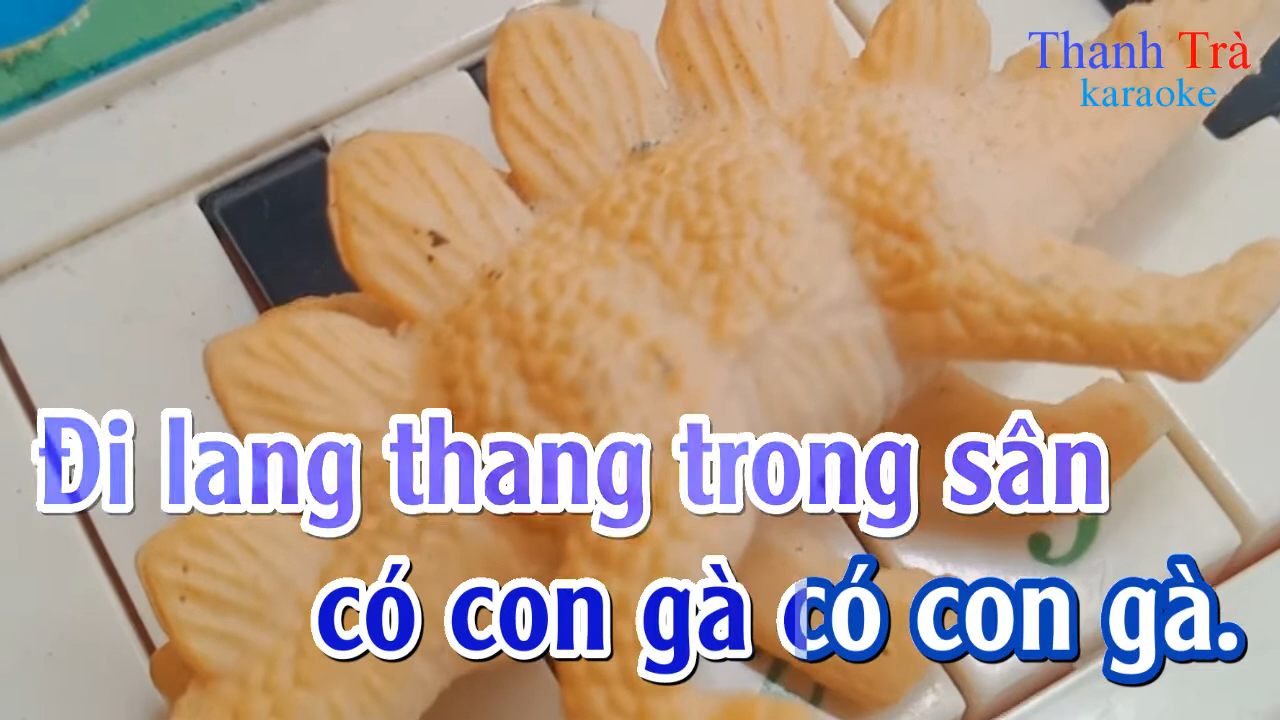 Thanh Trà
karaoke
Đi lang thang trong sân
có con gà có con gà.